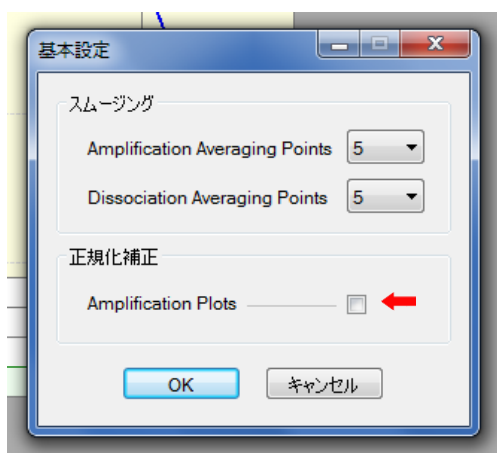 基本設定
スムージング
Amplification Averaging Points 5
Dissociation Averaging Points 5
正規化補正
Amplification Plots
OK キャンセル